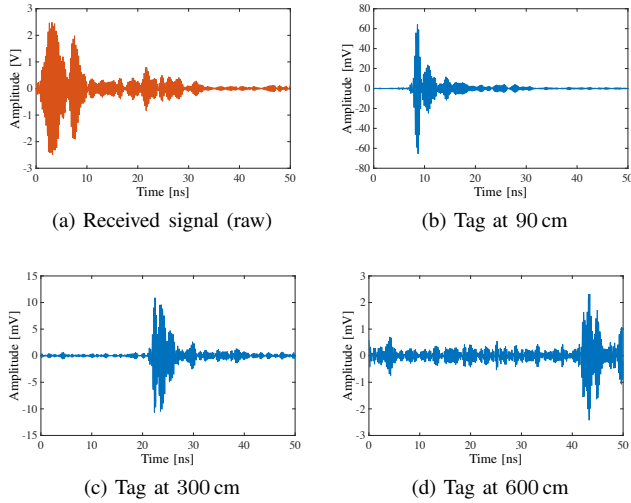 3
2
1
0
-1
-2
-3
Amplitude [V]
0 10 20 30 40 50
Time [ns]
(a) Received signal (raw)
80
60
40
20
0
-20
-40
-60
-80
Amplitude [mV]
0 10 20 30 40 50
Time [ns]
(b) Tag at 90 cm
15
10
5
0
-5
-10
-15
Amplitude [mV]
0 10 20 30 40 50
Time [ns]
(c) Tag at 300 cm
3
2
1
0
-1
-2
-3
Amplitude [mV]
0 10 20 30 40 50
Time [ns]
(d) Tag at 600 cm